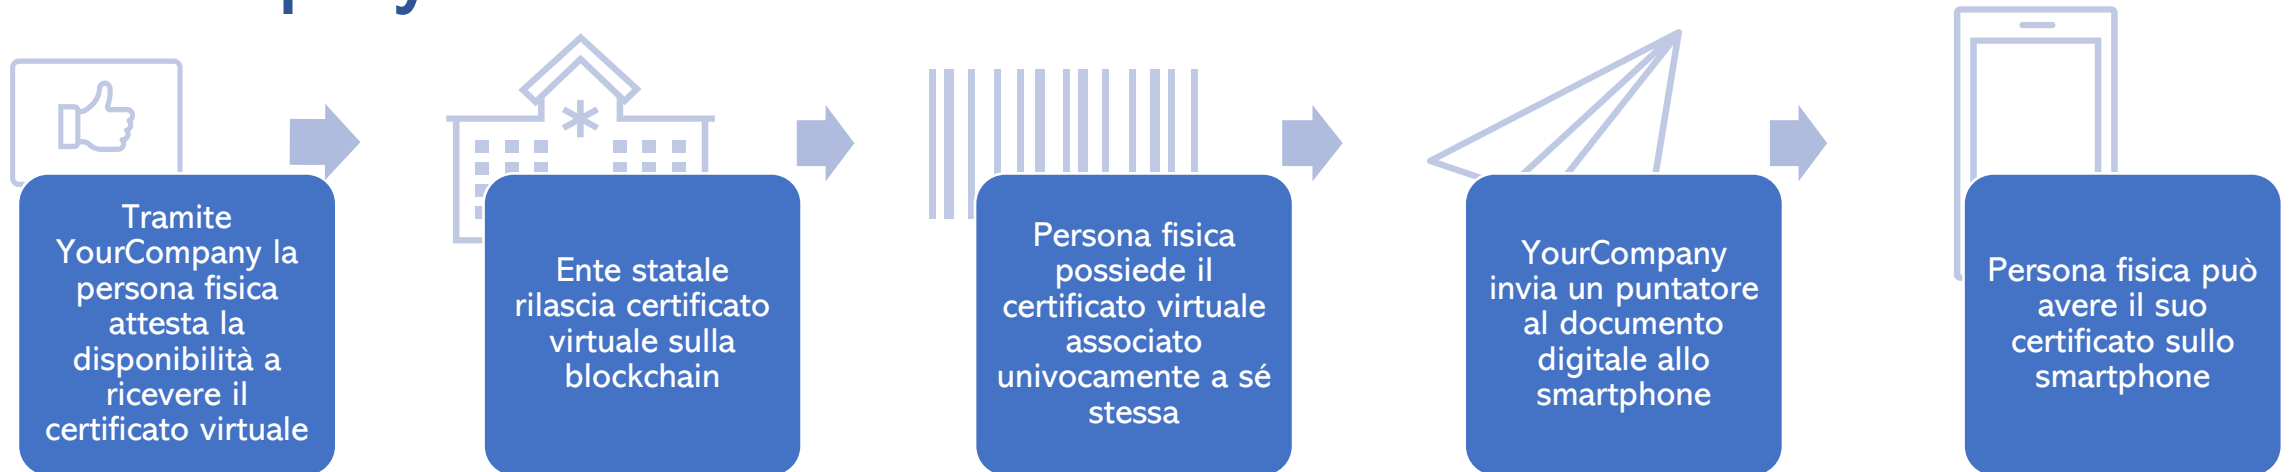 Tramite
YourCompany la
persona fisica
attesta la
disponibilità a
ricevere il
certificato virtuale
Ente statale
rilascia certificato
virtuale sulla
blockchain
Persona fisica
possiede il
certificato virtuale
associato
univocamente a sé
stessa
YourCompany
invia un puntatore
al documento
digitale allo
smartphone
Persona fisica può
avere il suo
certificato sullo
smartphone